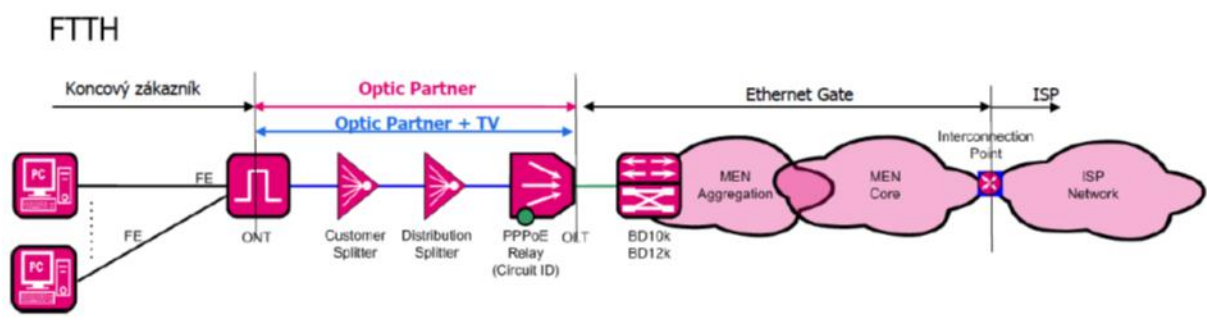 FTTH
Koncový zákazník
Optic Partner
Ethernet Gate
ISP
Optic Partner + TV
Interconnection
Point
PC
FE
MEN
Aggregation
MEN
Core
ISP
Network
FE
ONT
Customer
Splitter
Distribution
Splitter
PPPoE
Relay
(Circuit ID)
OLT
BD10k
BD12k
PC